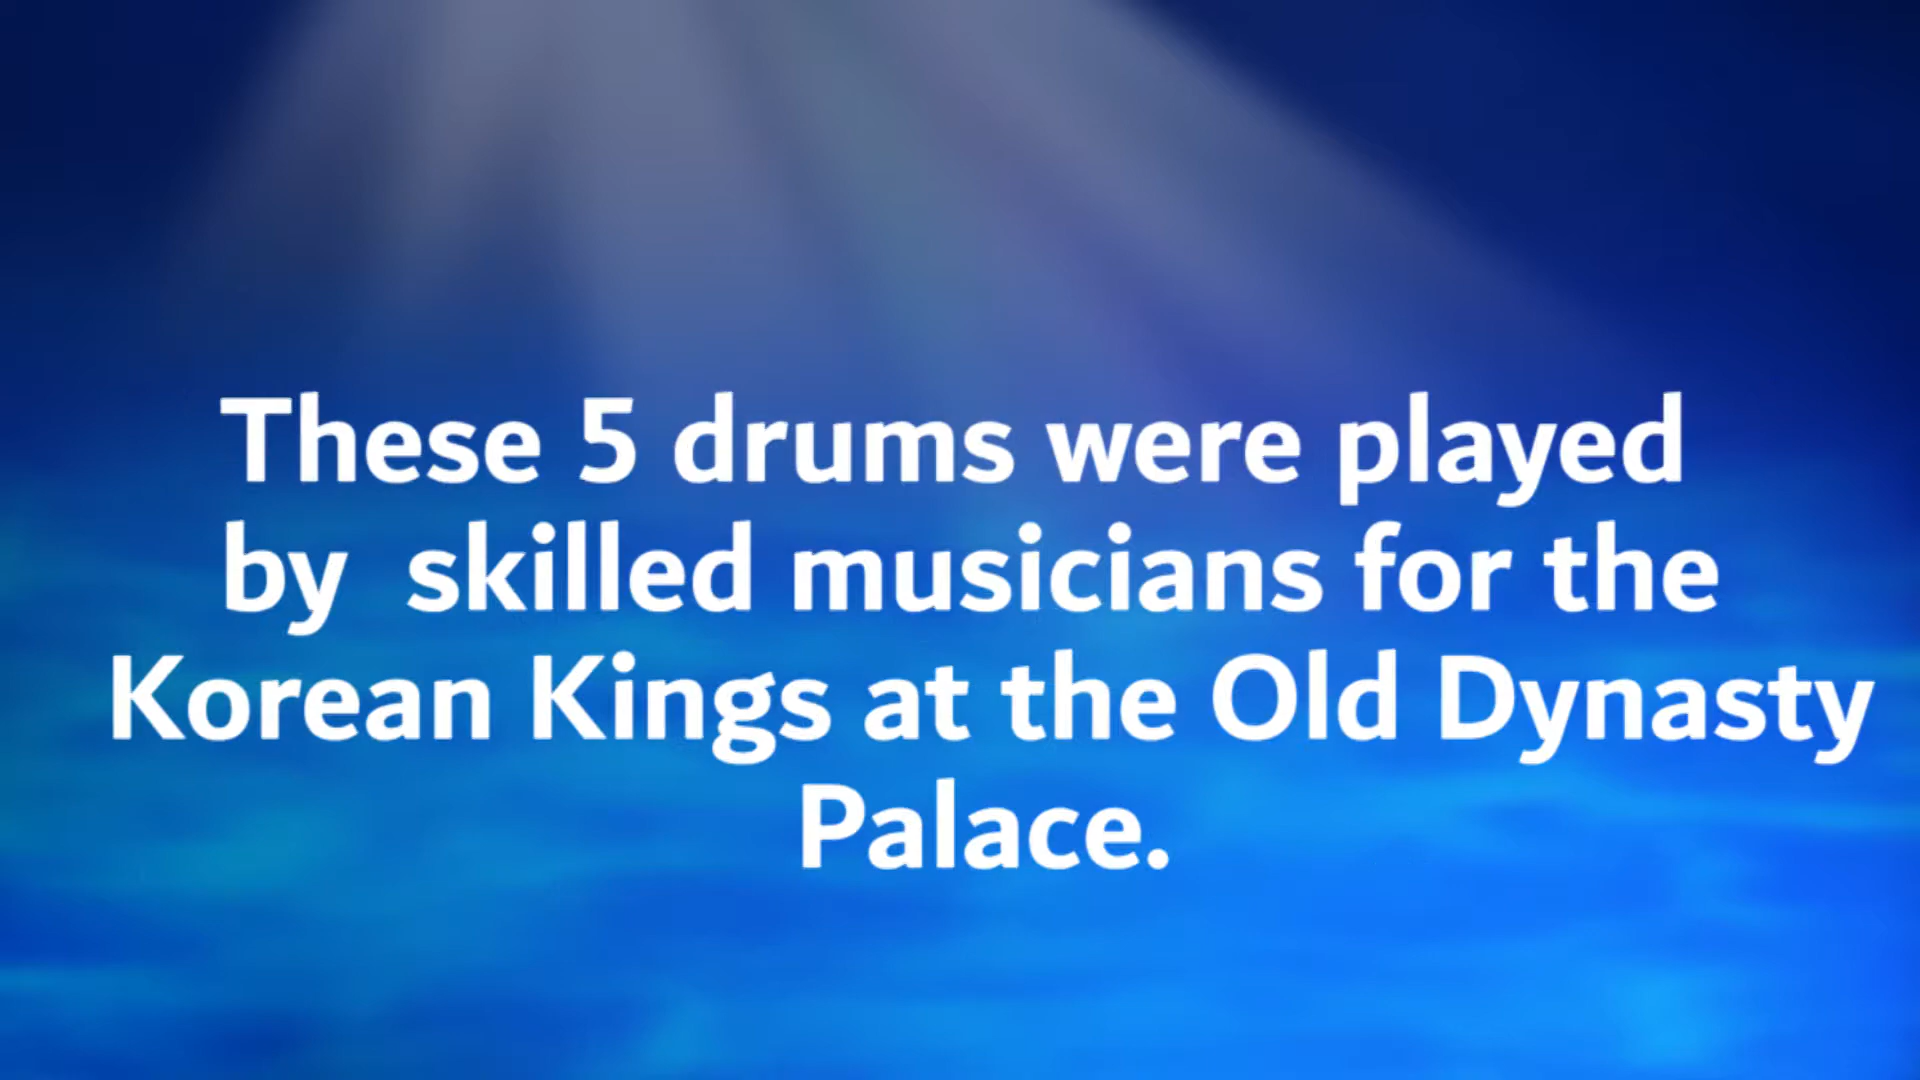 These 5 drums were played
by  skilled musicians for the
Korean Kings at the Old Dynasty
Palace.